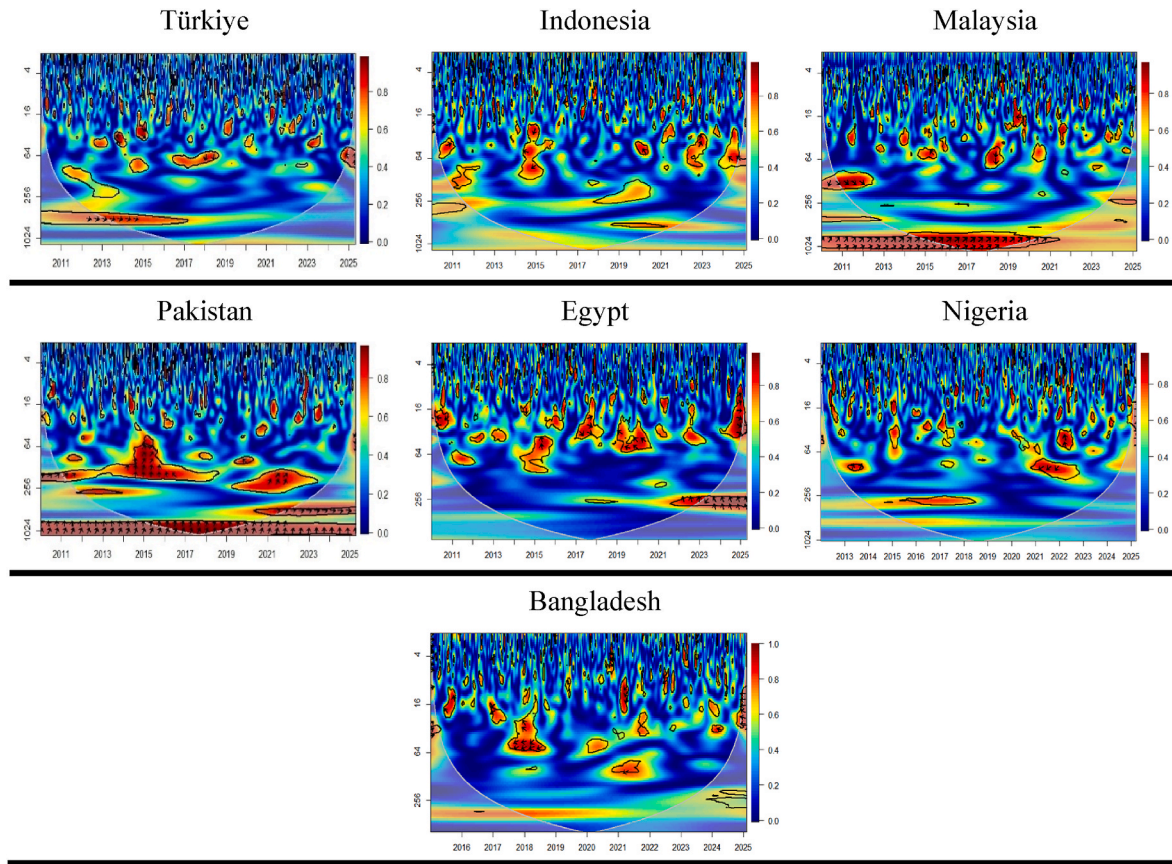 Türkiye Indonesia Malaysia
4 16 64 256 1024
0.8 0.6 0.4 0.2 0.0
2011 2013 2015 2017 2019 2021 2023 2025
4 16 64 256 1024
0.8 0.6 0.4 0.2 0.0
2011 2013 2015 2017 2019 2021 2023 2025
4 16 64 256 1024
0.8 0.6 0.4 0.2 0.0
2011 2013 2015 2017 2019 2021 2023 2025
Pakistan Egypt Nigeria
4 16 64 256 1024
0.8 0.6 0.4 0.2 0.0
2011 2013 2015 2017 2019 2021 2023 2025
4 16 64 256
0.8 0.6 0.4 0.2 0.0
2011 2013 2015 2017 2019 2021 2023 2025
4 16 64 256 1024
0.8 0.6 0.4 0.2 0.0
2013 2014 2015 2016 2017 2018 2019 2020 2021 2022 2023 2024 2025
Bangladesh
4 16 64 256
1.0 0.8 0.6 0.4 0.2 0.0
2016 2017 2018 2019 2020 2021 2022 2023 2024 2025